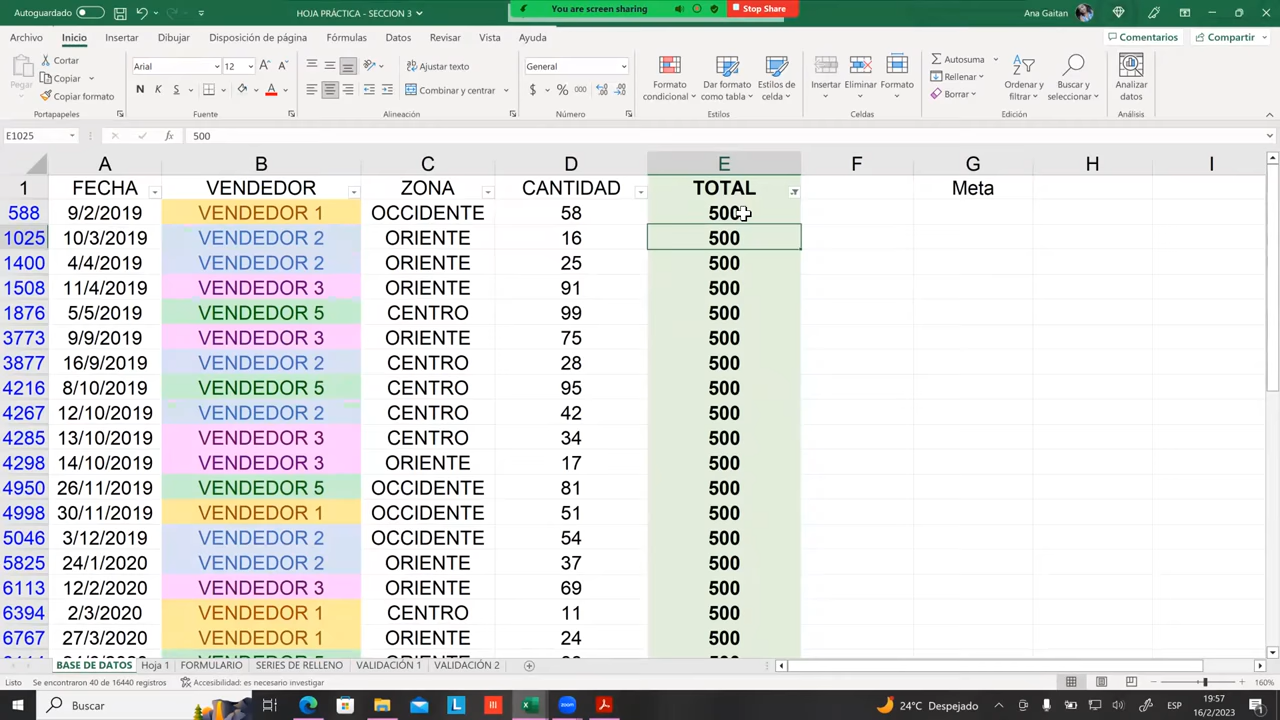 Autoguardado
HOJA PRÁCTICA - SECCION 3
You are screen sharing
Stop Share
Ana Gaitan
Archivo Inicio Insertar Dibujar Disposición de página Fórmulas Datos Revisar Vista Ayuda
Comentarios Compartir
Pegar
Cortar
Copiar
Copiar formato
Portapapeles
Arial 12
N K S
Fuente
Ajustar texto
Combinar y centrar
Alineación
General
$ % 000
Número
Formato condicional
Dar formato como tabla
Estilos de celda
Estilos
Insertar Eliminar Formato
Celdas
Autosuma
Rellenar
Borrar
Ordenar y filtrar
Buscar y seleccionar
Edición
Analizar datos
Análisis
E1025 fx 500
A B C D E F G H I
1 FECHA VENDEDOR ZONA CANTIDAD TOTAL Meta
588 9/2/2019 VENDEDOR 1 OCCIDENTE 58 500
1025 10/3/2019 VENDEDOR 2 ORIENTE 16 500
1400 4/4/2019 VENDEDOR 2 ORIENTE 25 500
1508 11/4/2019 VENDEDOR 3 ORIENTE 91 500
1876 5/5/2019 VENDEDOR 5 CENTRO 99 500
3773 9/9/2019 VENDEDOR 3 ORIENTE 75 500
3877 16/9/2019 VENDEDOR 2 CENTRO 28 500
4216 8/10/2019 VENDEDOR 5 CENTRO 95 500
4267 12/10/2019 VENDEDOR 2 CENTRO 42 500
4285 13/10/2019 VENDEDOR 3 CENTRO 34 500
4298 14/10/2019 VENDEDOR 3 ORIENTE 17 500
4950 26/11/2019 VENDEDOR 5 OCCIDENTE 81 500
4998 30/11/2019 VENDEDOR 1 OCCIDENTE 51 500
5046 3/12/2019 VENDEDOR 2 OCCIDENTE 54 500
5825 24/1/2020 VENDEDOR 2 ORIENTE 37 500
6113 12/2/2020 VENDEDOR 3 ORIENTE 69 500
6394 2/3/2020 VENDEDOR 1 CENTRO 11 500
6767 27/3/2020 VENDEDOR 1 ORIENTE 24 500
BASE DE DATOS Hoja 1 FORMULARIO SERIES DE RELLENO VALIDACIÓN 1 VALIDACIÓN 2
Listo Se encontraron 40 de 16440 registros Accesibilidad: es necesario investigar 160%
Buscar
24°C Despejado
ESP
19:57
16/2/2023